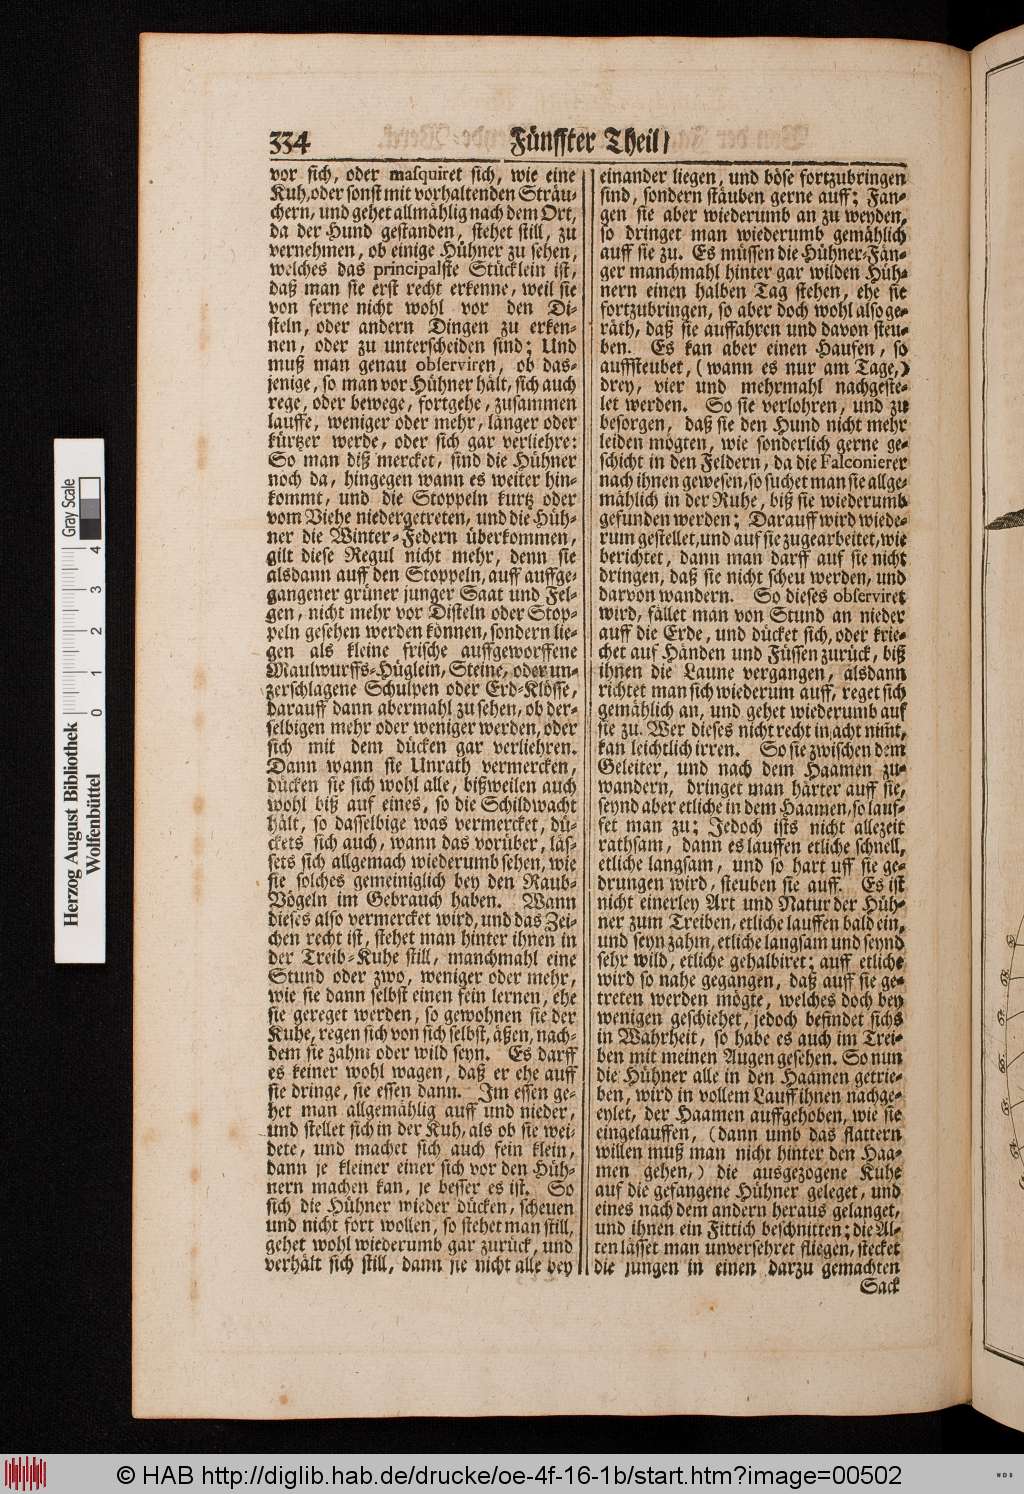 334 Fünffter Theil/
vor sich, oder masquiret sich, wie eine
Kuh, oder sonst mit vorhaltenden Sträu-
chern, und gehet allmählig nach dem Ort,
da der Hund gestanden, stehet still, zu
vernehmen, ob einige Hühner zu sehen,
welches das principalste Stücklein ist,
daß man sie erst recht erkenne, weil sie
von ferne nicht wohl vor den Di-
steln, oder andern Dingen zu erken-
nen, oder zu unterscheiden sind; Und
muß man genau observiren, ob das-
jenige, so man vor Hühner hält, sich auch
rege, oder bewege, fortgehe, zusammen
lauffe, weniger oder mehr, länger oder
kürtzer werde, oder sich gar verliehre:
So man diß mercket, sind die Hühner
noch da, hingegen wann es weiter hin-
kommt, und die Stoppeln kurtz oder
vom Viehe niedergetreten, und die Hüh-
ner die Winter-Federn überkommen,
gilt diese Regul nicht mehr, denn sie
alsdann auff den Stoppeln, auff auffge-
gangener grüner junger Saat und Fel-
gen, nicht mehr vor Disteln oder Stop-
peln gesehen werden können, sondern lie-
gen als kleine frische auffgeworffene
Maulwurffs-Hüglein, Steine, oder un-
zerschlagene Schulpen oder Erd-Klösse,
darauff dann abermahl zu sehen, ob der-
selbigen mehr oder weniger werden, oder
sich mit dem dücken gar verliehren.
Dann wann sie Unrath vermercken,
dücken sie sich wohl alle, bißweilen auch
wohl biß auf eines, so die Schildwacht
hält, so dasselbige was vermercket, dü-
ckets sich auch, wann das vorüber, läs-
sets sich allgemach wiederumb sehen, wie
sie solches gemeiniglich bey den Raub-
Vögeln im Gebrauch haben. Wann
dieses also vermercket wird, und das Zei-
chen recht ist, stehet man hinter ihnen in
der Treib-Kuhe still, manchmahl eine
Stund oder zwo, weniger oder mehr,
wie sie dann selbst einen fein lernen, ehe
sie gereget werden, so gewohnen sie der
Kuhe, regen sich von sich selbst, äßen, nach-
dem sie zahm oder wild seyn. Es darff
es keiner wohl wagen, daß er ehe auff
sie dringe, sie essen dann. Im essen ge-
het man allgemählig auff und nieder,
und stellet sich in der Kuh, als ob sie wei-
dete, und machet sich auch fein klein,
dann je kleiner einer sich vor den Hüh-
nern machen kan, je besser es ist. So
sich die Hühner wieder dücken, scheuen
und nicht fort wollen, so stehet man still,
gehet wohl wiederumb gar zurück, und
verhält sich still, dann sie nicht alle bey
einander liegen, und böse fortzubringen
sind, sondern stäuben gerne auff; Fan-
gen sie aber wiederumb an zu weyden,
so dringet man wiederumb gemählich
auff sie zu. Es müssen die Hühner-Fän-
ger manchmahl hinter gar wilden Hüh-
nern einen halben Tag stehen, ehe sie
fortzubringen, so aber doch wohl also ge-
räth, daß sie auffahren und davon steu-
ben. Es kan aber einen Haufen, so
auffsteubet, (wann es nur am Tage,)
drey, vier und mehrmahl nachgestel-
let werden. So sie verlohren, und zu
besorgen, daß sie den Hund nicht mehr
leiden mögten, wie sonderlich gerne ge-
schicht in den Feldern, da die Falconierer
nach ihnen gewesen, so suchet man sie allge-
mählich in der Ruhe, biß sie wiederumb
gefunden werden; Darauff wird wiede-
rum gestellet, und auf sie zugearbeitet, wie
berichtet, dann man darff auf sie nicht
dringen, daß sie nicht scheu werden, und
darvon wandern. So dieses observiret
wird, fället man von Stund an nieder
auff die Erde, und dücket sich, oder krie-
chet auf Händen und Füssen zurück, biß
ihnen die Laune vergangen, alsdann
richtet man sich wiederum auff, reget sich
gemählich an, und gehet wiederumb auf
sie zu. Wer dieses nicht recht in acht nim̄t,
kan leichtlich irren. So sie zwischen dem
Geleiter, und nach dem Haamen zu-
wandern, dringet man härter auff sie,
seynd aber etliche in dem Haamen, so lauf-
fet man zu; Jedoch ists nicht allezeit
rathsam, dann es lauffen etliche schnell,
etliche langsam, und so hart uff sie ge-
drungen wird, steuben sie auff. Es ist
nicht einerley Art und Natur der Hüh-
ner zum Treiben, etliche lauffen bald ein,
und seyn zahm, etliche langsam und seynd
sehr wild, etliche gehalbiret; auff etliche
wird so nahe gegangen, daß auff sie ge-
treten werden mögte, welches doch bey
wenigen geschiehet, jedoch befindet sichs
in Wahrheit, so habe es auch im Trei-
ben mit meinen Augen gesehen. So nun
die Hühner alle in den Haamen getrie-
ben, wird in vollem Lauff ihnen nachge-
eylet, der Haamen auffgehoben, wie sie
eingelauffen, (dann umb das flattern
willen muß man nicht hinter den Haa-
men gehen,) die ausgezogene Kuhe
auf die gefangene Hühner geleget, und
eines nach dem andern heraus gelanget,
und ihnen ein Fittich beschnitten; die Al-
ten lässet man unversehret fliegen, stecket
die jungen in einen darzu gemachten
Sack
Herzog August Bibliothek
Wolfenbüttel
0 1 2 3 4
Gray Scale
© HAB http://diglib.hab.de/drucke/oe-4f-16-1b/start.htm?image=00502